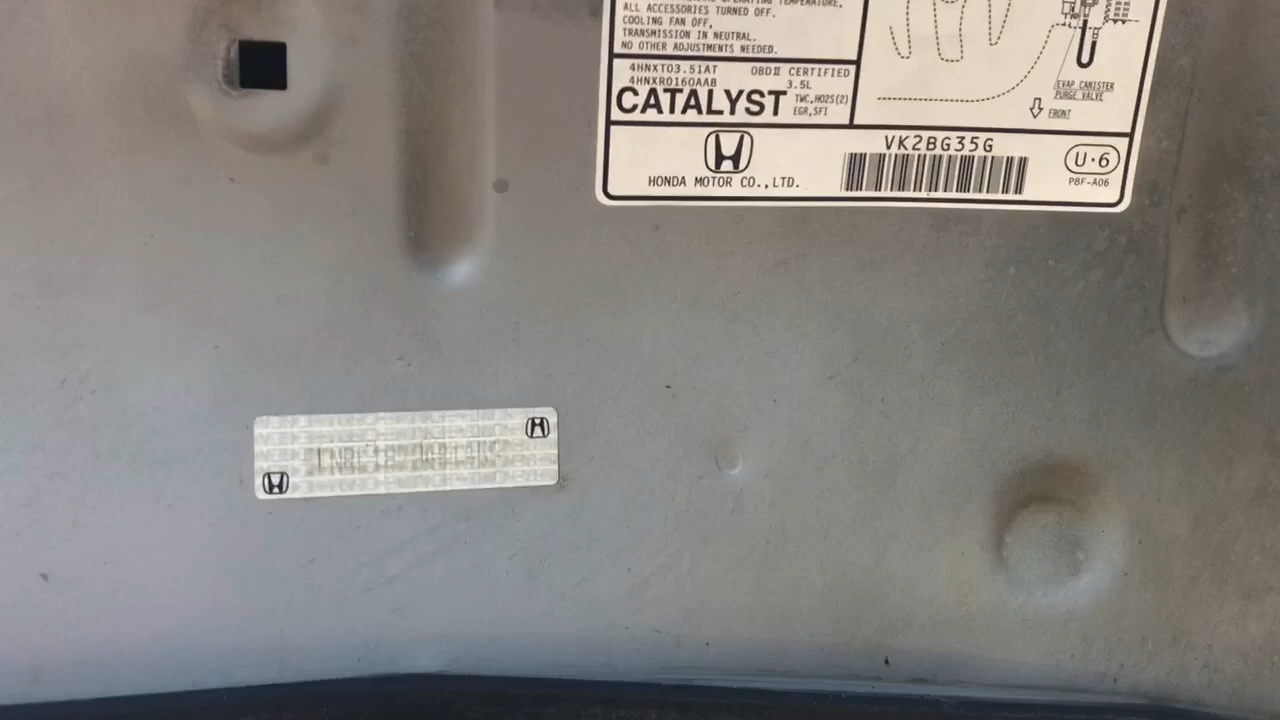 ALL ACCESSORIES TURNED OFF.
COOLING FAN OFF,
TRANSMISSION IN NEUTRAL.
NO OTHER ADJUSTMENTS NEEDED.
4HNXT03.51AT OBDⅡ CERTIFIED
4HNXR0160AAB 3.5L
CATALYST TWC,HO2S(2)
EGR,SFI
EVAP CANISTER
PURGE VALVE
FRONT
VK2BG35G
HONDA MOTOR CO.,LTD.
U·6
P8F-A06